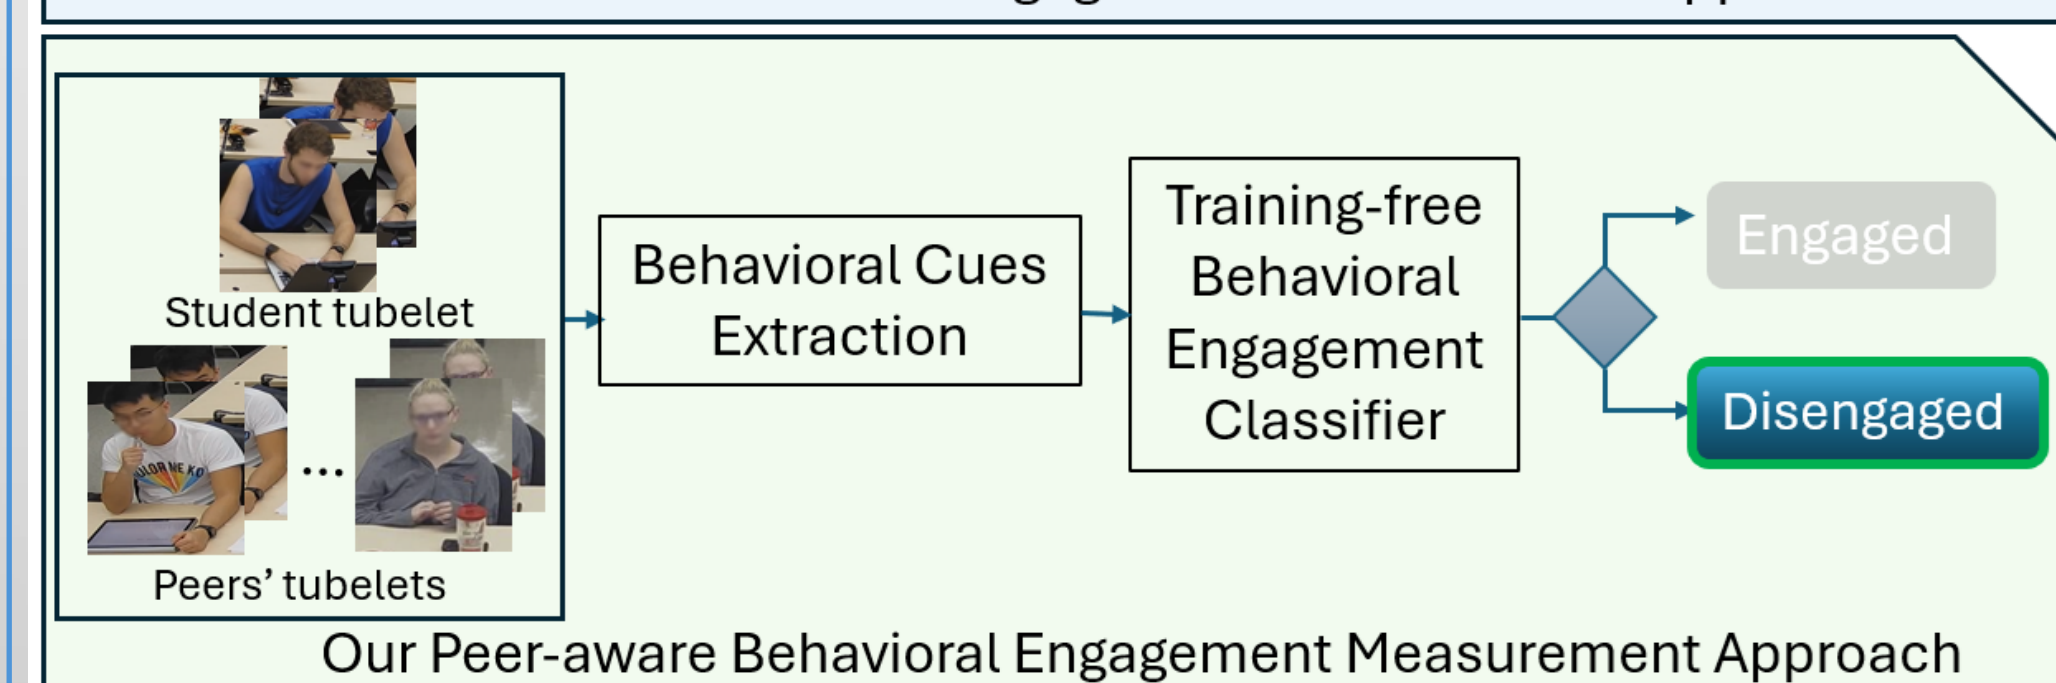 Student tubelet
Peers' tubelets
Behavioral Cues
Extraction
Training-free
Behavioral
Engagement
Classifier
Engaged
Disengaged
Our Peer-aware Behavioral Engagement Measurement Approach